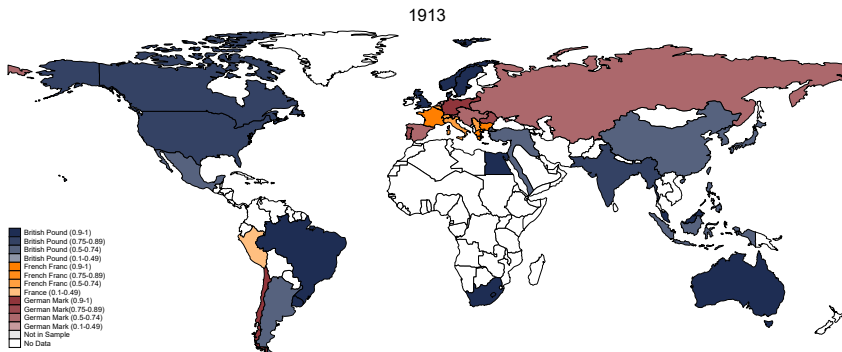 1913
British Pound (0.9-1)
British Pound (0.75-0.89)
British Pound (0.5-0.74)
British Pound (0.1-0.49)
French Franc (0.9-1)
French Franc (0.75-0.89)
French Franc (0.5-0.74)
France (0.1-0.49)
German Mark (0.9-1)
German Mark(0.75-0.89)
German Mark (0.5-0.74)
German Mark (0.1-0.49)
Not in Sample
No Data